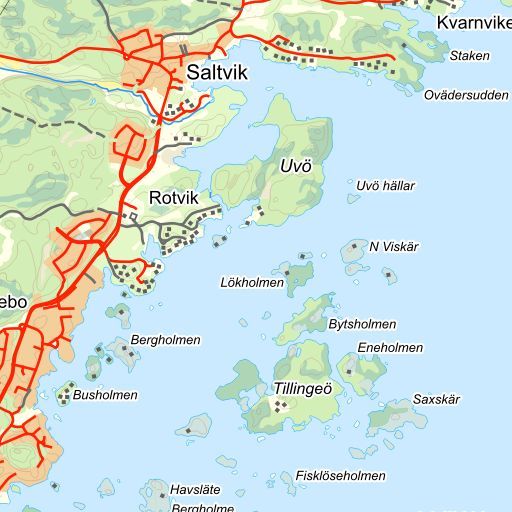 Kvarnvike
Staken
Saltvik
Ovädersudden
Uvö
Uvö hällar
Rotvik
N Viskär
Lökholmen
ebo
Bytsholmen
Bergholmen
Eneholmen
Tillingeö
Busholmen
Saxskär
Fisklöseholmen
Havsläte
Bergholme